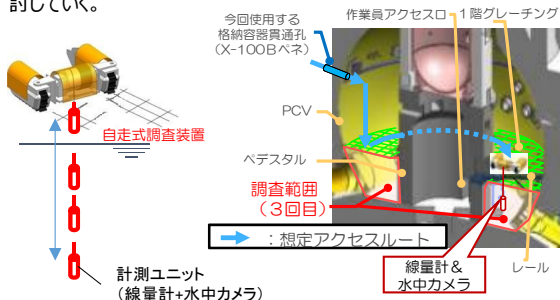 討していく。
自走式調査装置
計測ユニット
(線量計+水中カメラ)
今回使用する
格納容器貫通孔
(X-100Bペネ)
作業員アクセス口
1階グレーチング
PCV
ペデスタル
調査範囲
(3回目)
:想定アクセスルート
線量計&
水中カメラ
レール